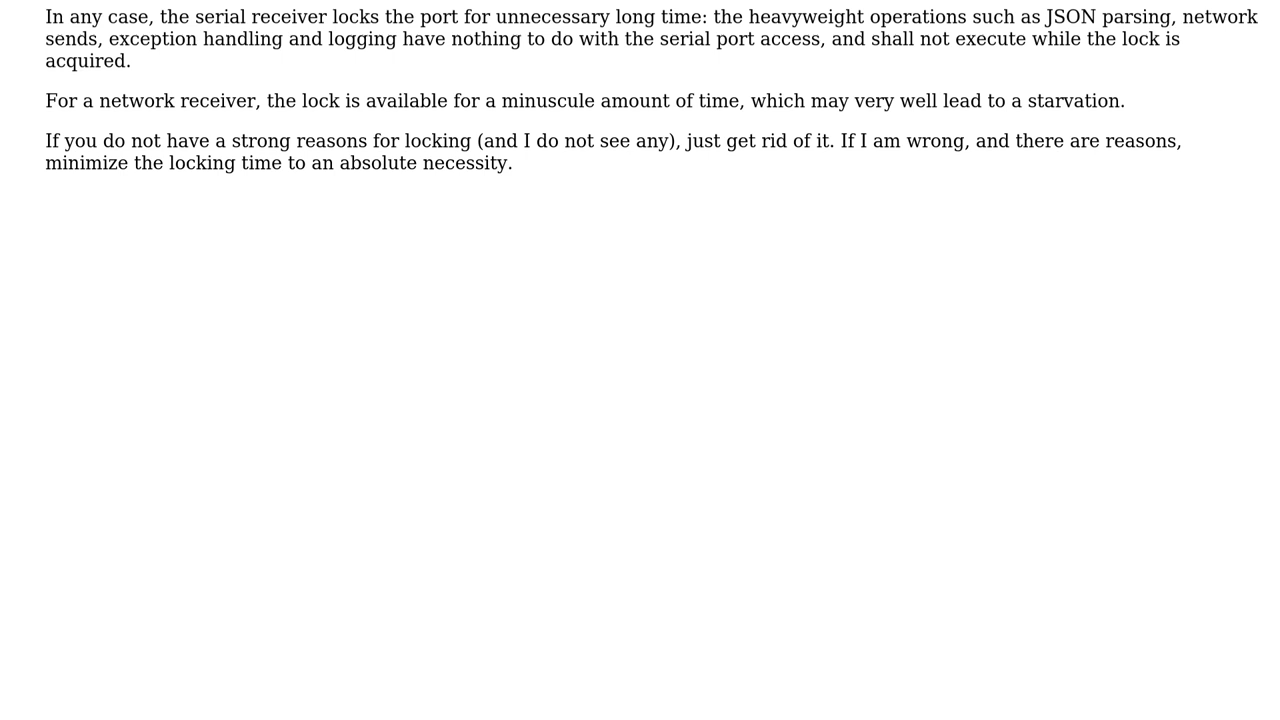 In any case, the serial receiver locks the port for unnecessary long time: the heavyweight operations such as JSON parsing, network
sends, exception handling and logging have nothing to do with the serial port access, and shall not execute while the lock is
acquired.
For a network receiver, the lock is available for a minuscule amount of time, which may very well lead to a starvation.
If you do not have a strong reasons for locking (and I do not see any), just get rid of it. If I am wrong, and there are reasons,
minimize the locking time to an absolute necessity.